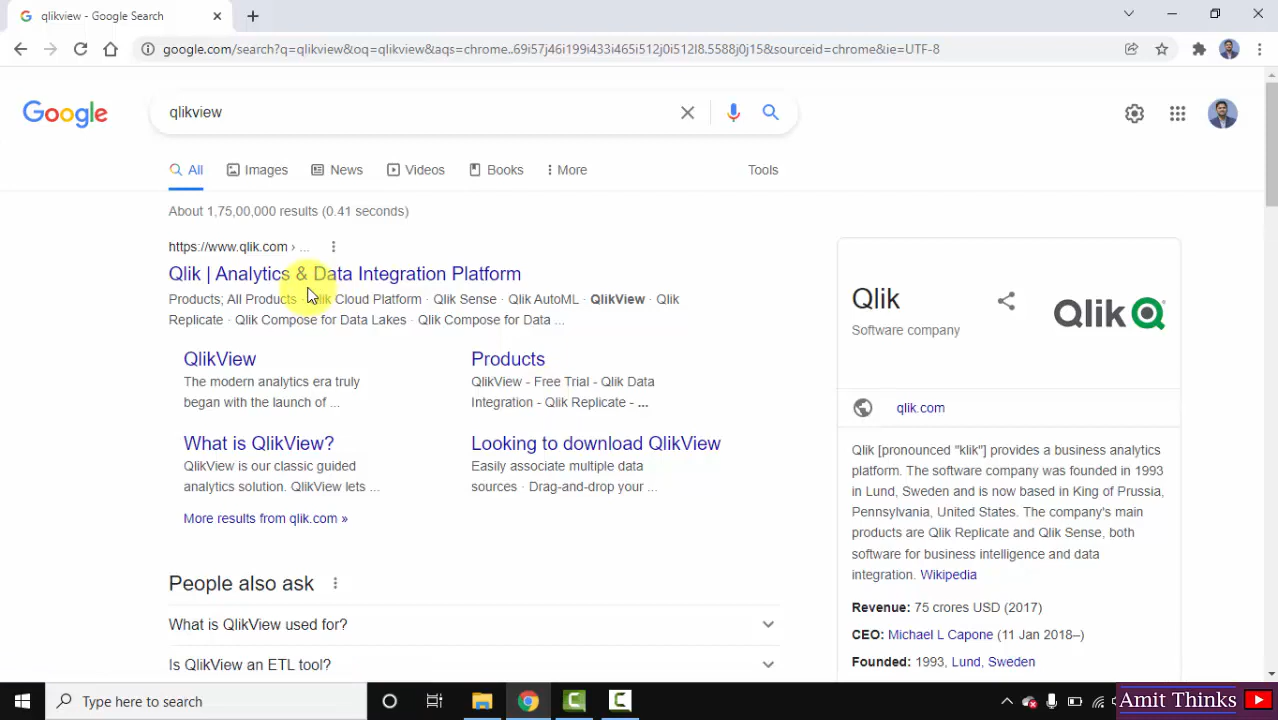 qlikview - Google Search
google.com/search?q=qlikview&oq=qlikview&aqs=chrome..69i57j46i199i433i465i512j0i512l8.5588j0j15&sourceid=chrome&ie=UTF-8
Google
qlikview
All
Images
News
Videos
Books
More
Tools
About 1,75,00,000 results (0.41 seconds)
https://www.qlik.com › ...
Qlik | Analytics & Data Integration Platform
Products; All Products · Qlik Cloud Platform · Qlik Sense · Qlik AutoML · QlikView · Qlik
Replicate · Qlik Compose for Data Lakes · Qlik Compose for Data ...
QlikView
The modern analytics era truly
began with the launch of ...
Products
QlikView - Free Trial - Qlik Data
Integration - Qlik Replicate - ...
What is QlikView?
QlikView is our classic guided
analytics solution. QlikView lets ...
Looking to download QlikView
Easily associate multiple data
sources · Drag-and-drop your ...
More results from qlik.com »
People also ask
What is QlikView used for?
Is QlikView an ETL tool?
Qlik
Software company
Qlik
qlik.com
Qlik [pronounced "klik"] provides a business analytics
platform. The software company was founded in 1993
in Lund, Sweden and is now based in King of Prussia,
Pennsylvania, United States. The company's main
products are Qlik Replicate and Qlik Sense, both
software for business intelligence and data
integration. Wikipedia
Revenue: 75 crores USD (2017)
CEO: Michael L Capone (11 Jan 2018–)
Founded: 1993, Lund, Sweden
Type here to search
Amit Thinks